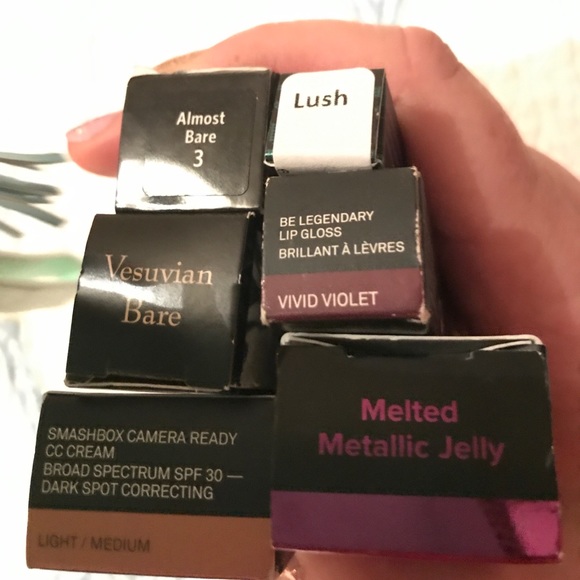 Almost
Bare
3
Lush
BE LEGENDARY
LIP GLOSS
BRILLANT À LÈVRES
VIVID VIOLET
Vesuvian
Bare
Melted
Metallic Jelly
SMASHBOX CAMERA READY
CC CREAM
BROAD SPECTRUM SPF 30 —
DARK SPOT CORRECTING
LIGHT / MEDIUM